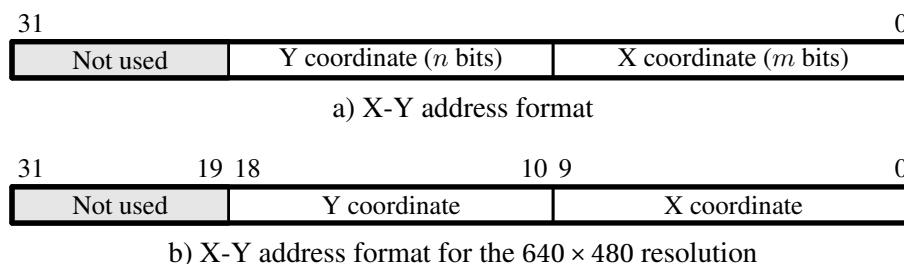 31 0
Not used Y coordinate (n bits) X coordinate (m bits)
a) X-Y address format
31 19 18 10 9 0
Not used Y coordinate X coordinate
b) X-Y address format for the 640 × 480 resolution